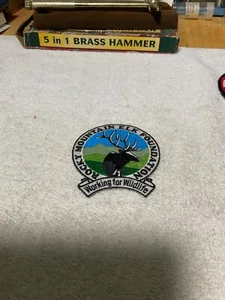 5 in 1 BRASS HAMMER
ROCKY MOUNTAIN ELK FOUNDATION
Working for Wildlife